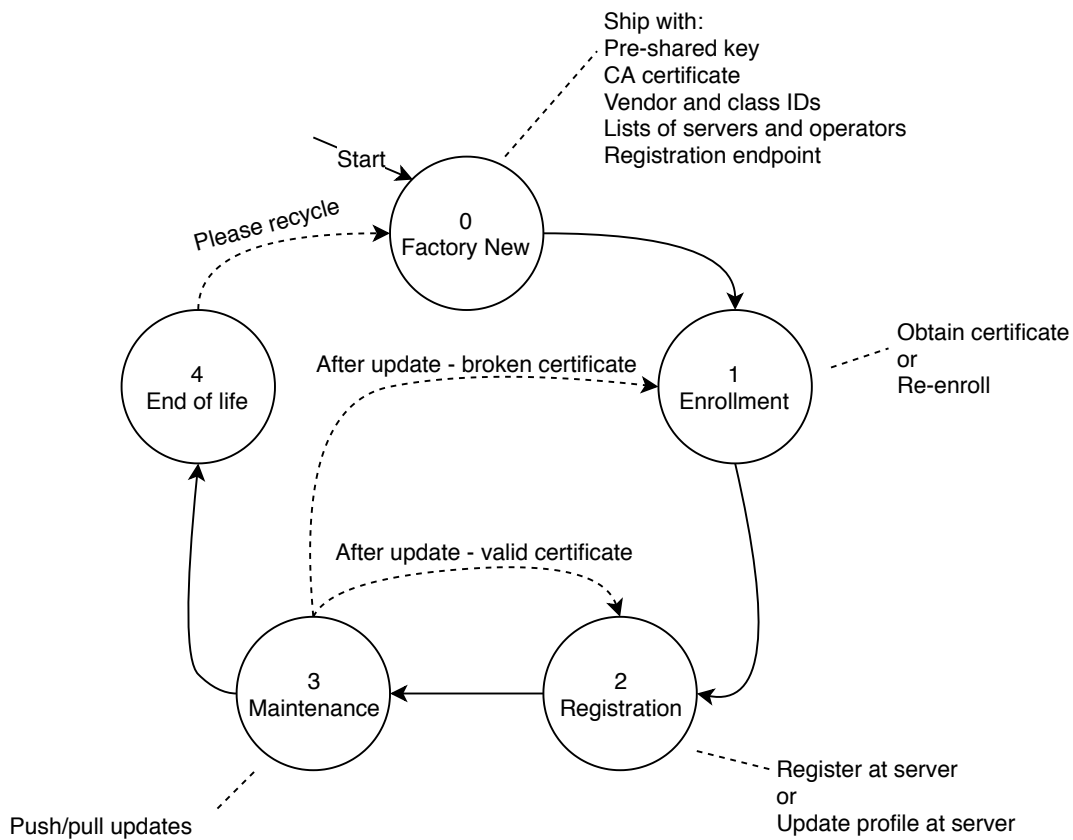 Ship with:
Pre-shared key
CA certificate
Vendor and class IDs
Lists of servers and operators
Registration endpoint
Start
0
Factory New
Please recycle
4
End of life
After update - broken certificate
1
Enrollment
Obtain certificate
or
Re-enroll
After update - valid certificate
3
Maintenance
2
Registration
Push/pull updates
Register at server
or
Update profile at server